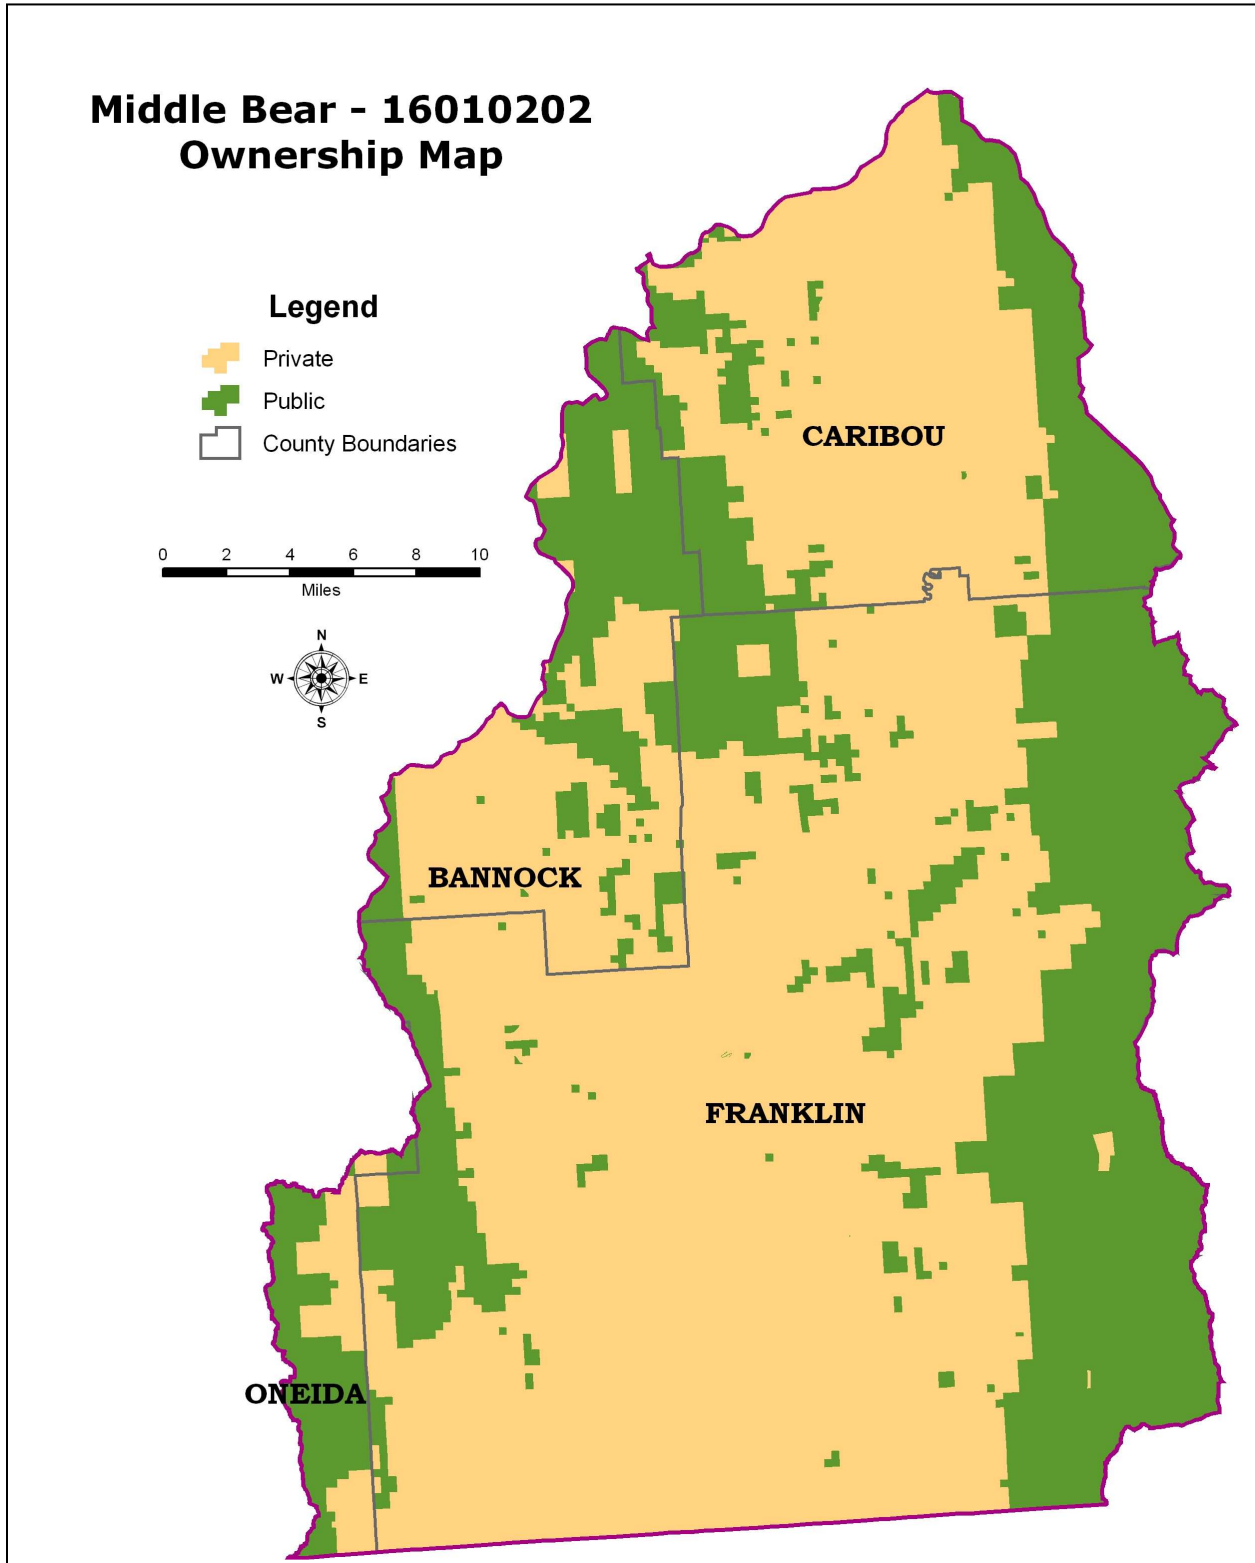 Middle Bear - 16010202
Ownership Map
Legend
Private
Public
County Boundaries
0 2 4 6 8 10
Miles
N
W E
S
CARIBOU
BANNOCK
FRANKLIN
ONEIDA